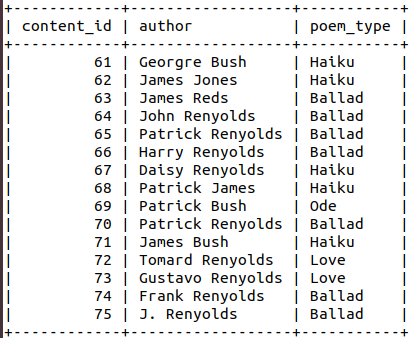 +------------+------------------+-----------+
| content_id | author           | poem_type |
+------------+------------------+-----------+
|         61 | Georgre Bush     | Haiku     |
|         62 | James Jones      | Haiku     |
|         63 | James Reds       | Ballad    |
|         64 | John Renyolds    | Ballad    |
|         65 | Patrick Renyolds | Ballad    |
|         66 | Harry Renyolds   | Ballad    |
|         67 | Daisy Renyolds   | Haiku     |
|         68 | Patrick James    | Haiku     |
|         69 | Patrick Bush     | Ode       |
|         70 | Patrick Renyolds | Ballad    |
|         71 | James Bush       | Haiku     |
|         72 | Tomard Renyolds  | Love      |
|         73 | Gustavo Renyolds | Love      |
|         74 | Frank Renyolds   | Ballad    |
|         75 | J. Renyolds      | Ballad    |
+------------+------------------+-----------+